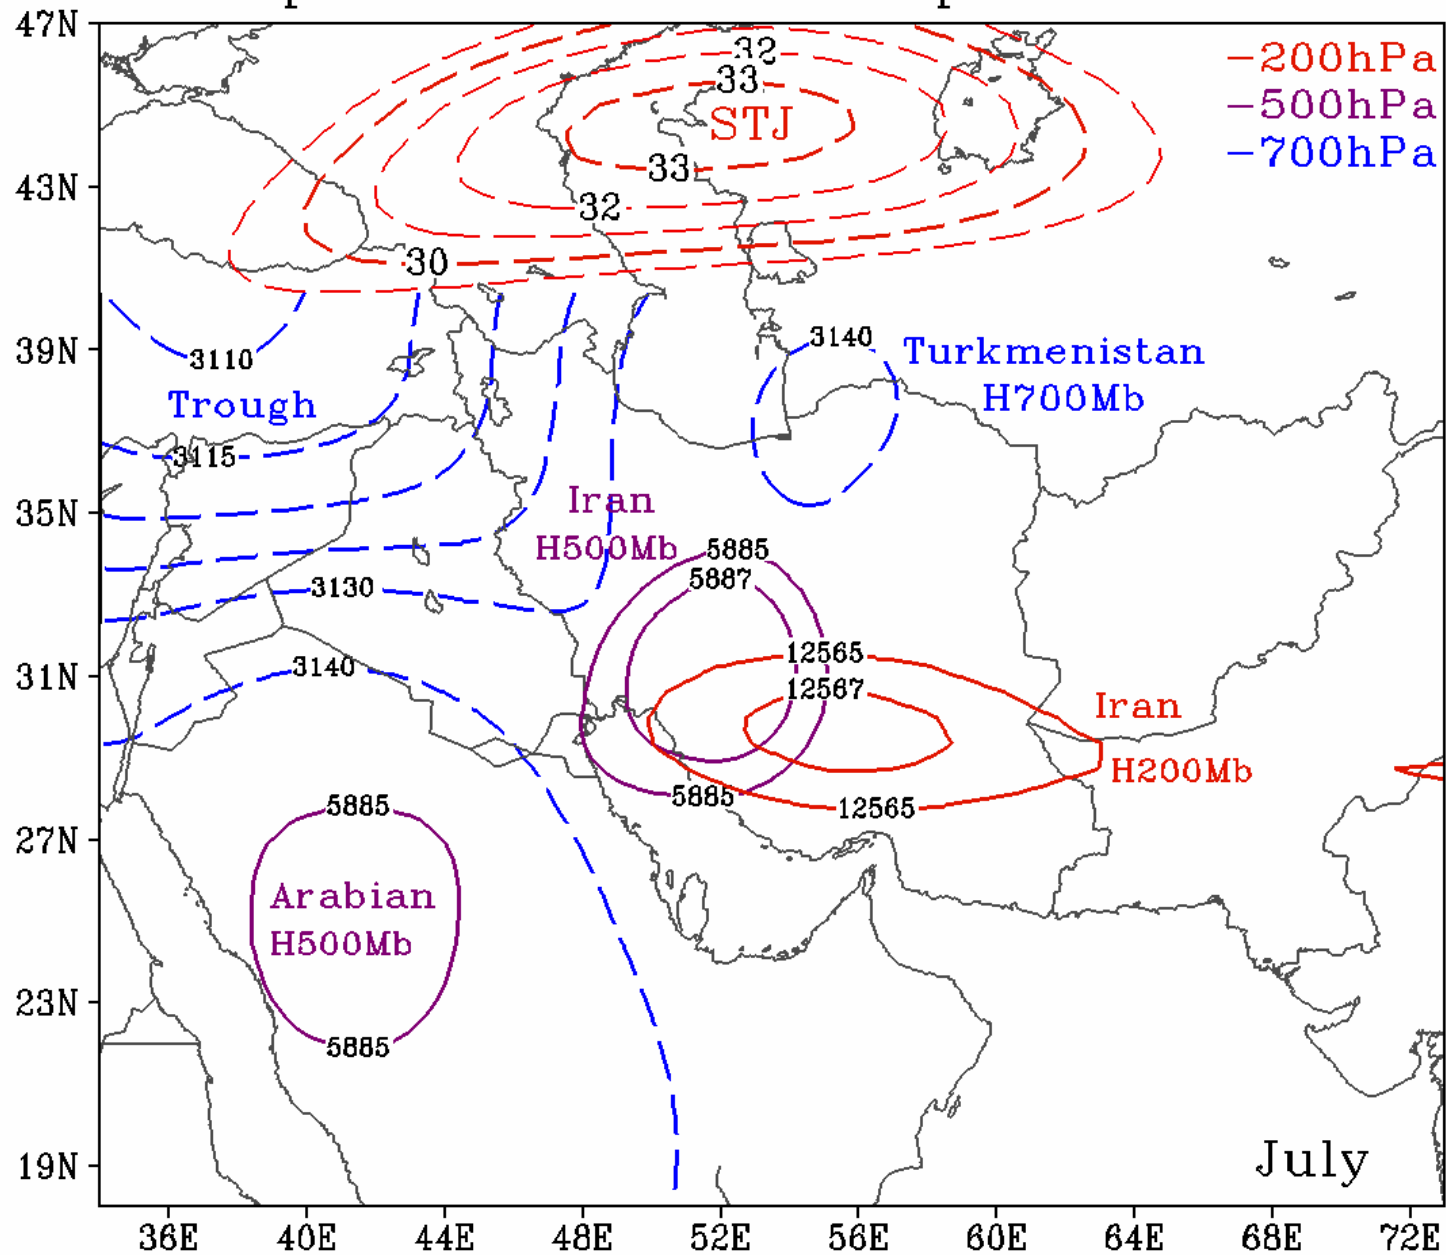 47N
32
-200hPa
33
-500hPa
STJ
-700hPa
33
43N
32
30
39N
3140
3110
Turkmenistan
H700Mb
Trough
3115
35N
Iran
H500Mb
5885
5887
3130
12565
31N
3140
12567
Iran
H200Mb
5885
5885
12565
27N
Arabian
H500Mb
23N
5885
19N
July
36E 40E 44E 48E 52E 56E 60E 64E 68E 72E